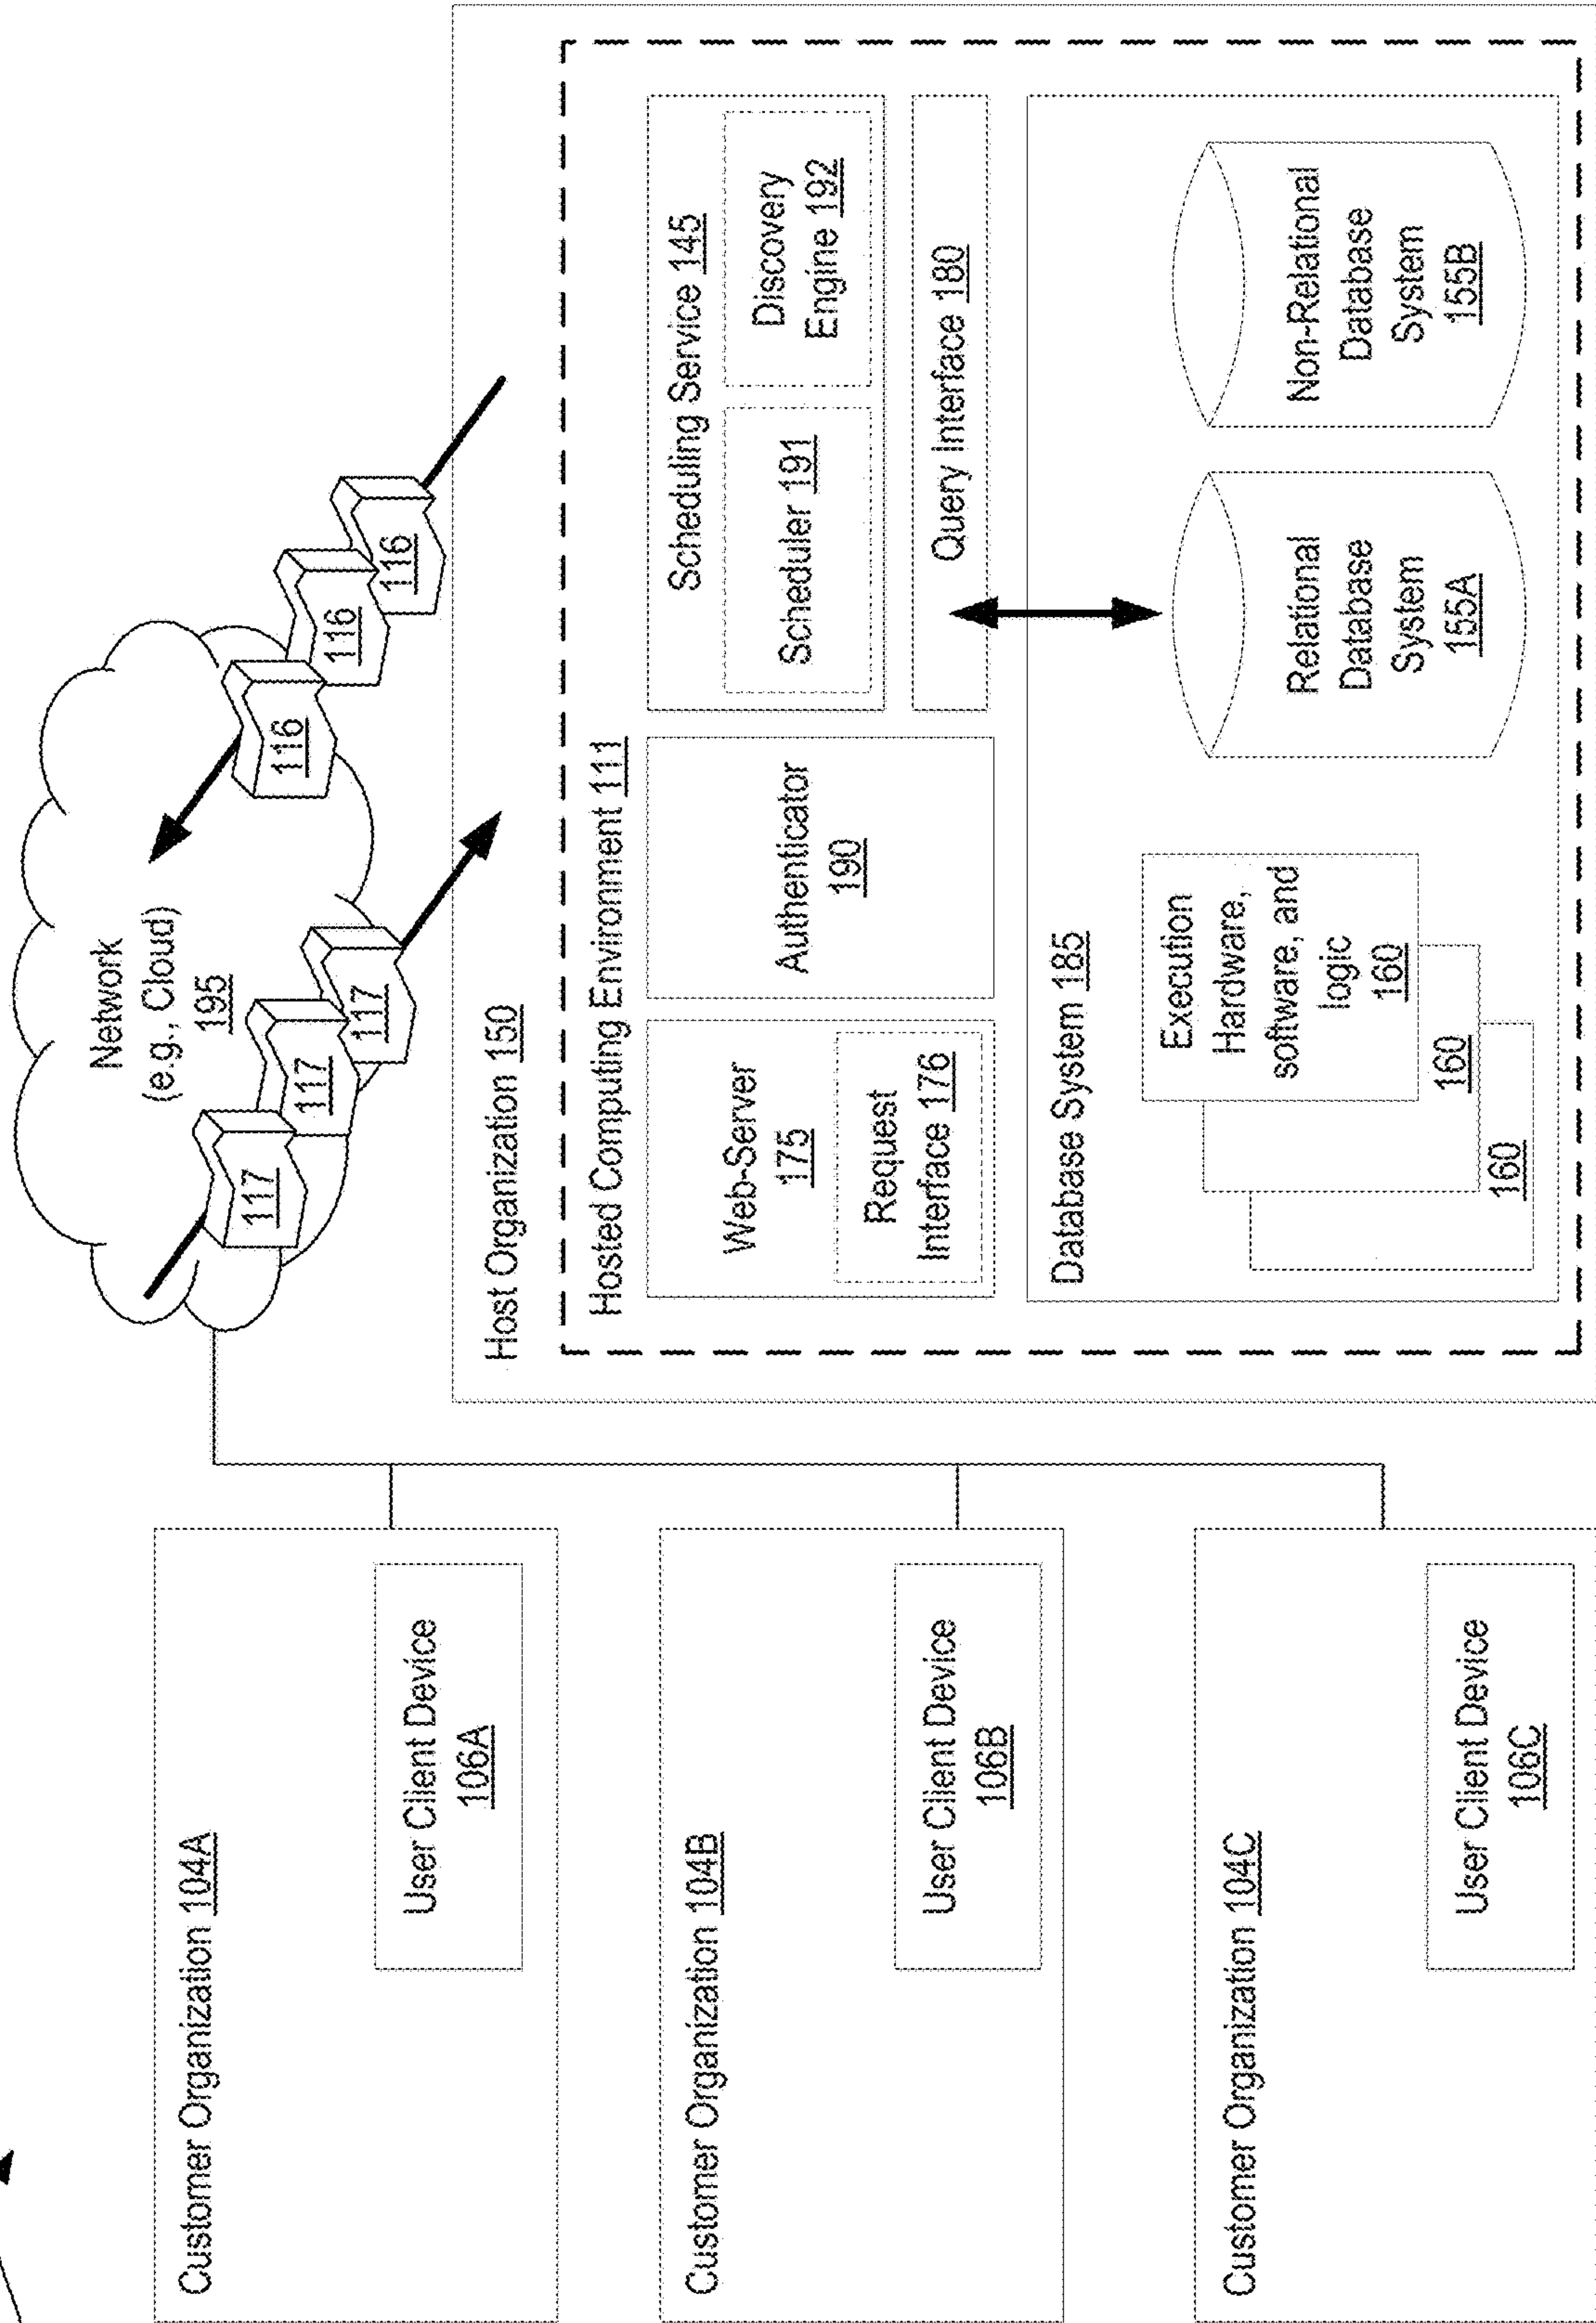 Customer Organization 104A
User Client Device
106A
Customer Organization 104B
User Client Device
106B
Customer Organization 104C
User Client Device
106C
Network
(e.g., Cloud)
195
117
117
117
116
116
116
Host Organization 150
Hosted Computing Environment 111
Web-Server
175
Request
Interface 176
Authenticator
190
Scheduling Service 145
Scheduler 191
Discovery
Engine 192
Query Interface 180
Database System 185
Execution
Hardware,
software, and
logic
160
160
160
Relational
Database
System
155A
Non-Relational
Database
System
155B